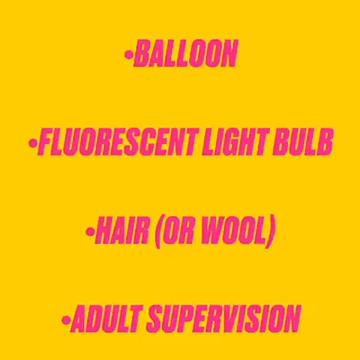 •BALLOON
•FLUORESCENT LIGHT BULB
•HAIR (OR WOOL)
•ADULT SUPERVISION